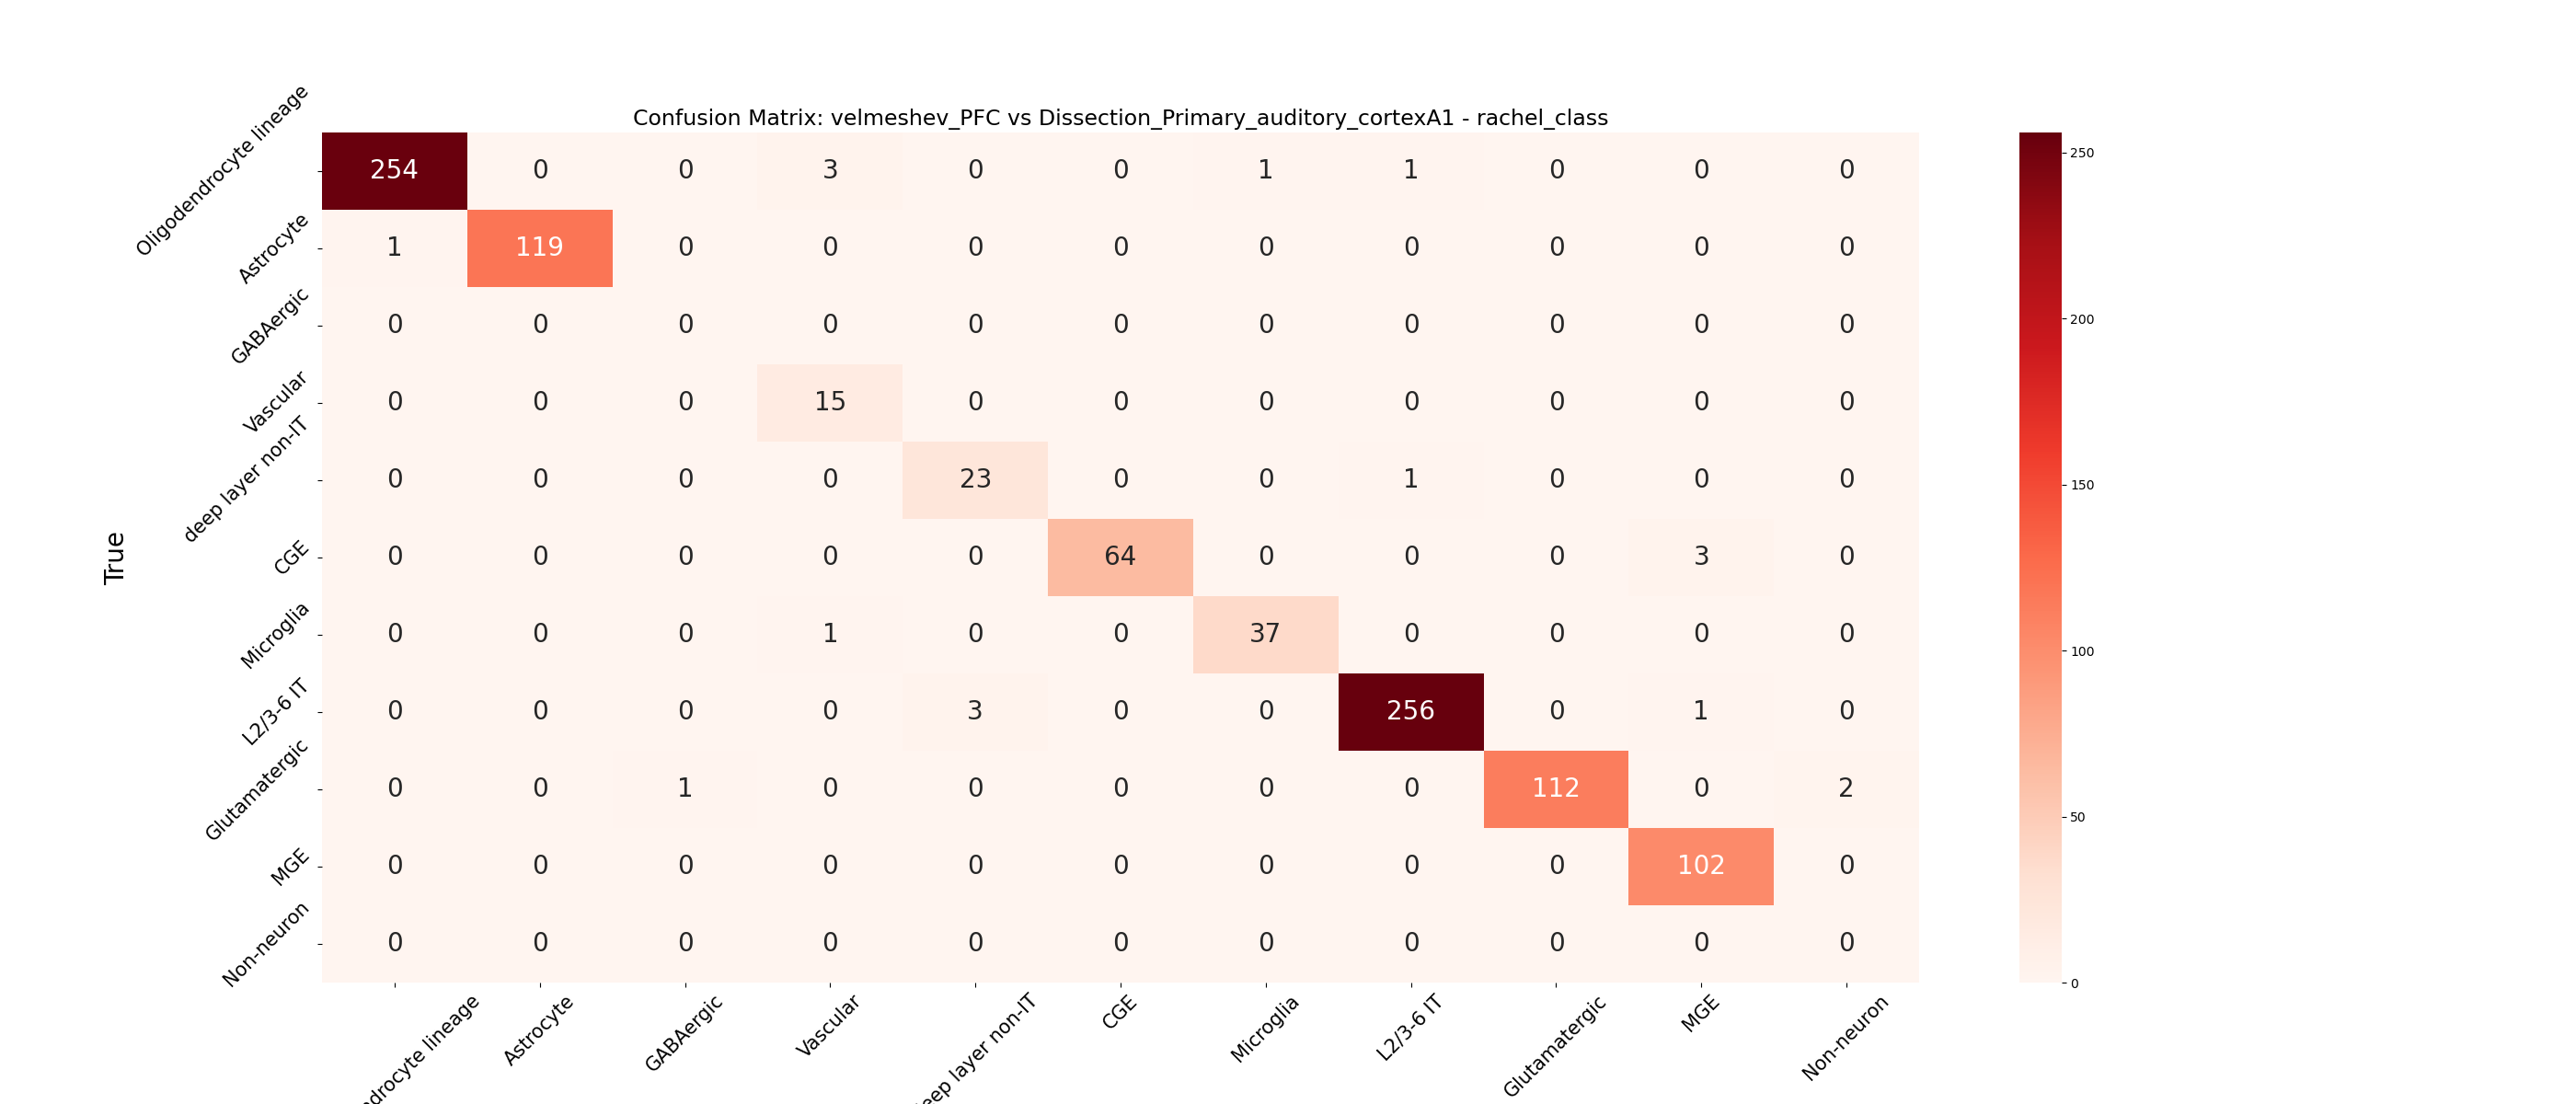 Confusion Matrix: velmeshev_PFC vs Dissection_Primary_auditory_cortexA1 - rachel_class
True
Oligodendrocyte lineage 254 0 0 3 0 0 1 1 0 0 0
Astrocyte 1 119 0 0 0 0 0 0 0 0 0
GABAergic 0 0 0 0 0 0 0 0 0 0 0
Vascular 0 0 0 15 0 0 0 0 0 0 0
deep layer non-IT 0 0 0 0 23 0 0 1 0 0 0
CGE 0 0 0 0 0 64 0 0 0 3 0
Microglia 0 0 0 1 0 0 37 0 0 0 0
L2/3-6 IT 0 0 0 0 3 0 0 256 0 1 0
Glutamatergic 0 0 1 0 0 0 0 0 112 0 2
MGE 0 0 0 0 0 0 0 0 0 102 0
Non-neuron 0 0 0 0 0 0 0 0 0 0 0
ndrocyte lineage Astrocyte GABAergic Vascular eep layer non-IT CGE Microglia L2/3-6 IT Glutamatergic MGE Non-neuron
250
200
150
100
50
0